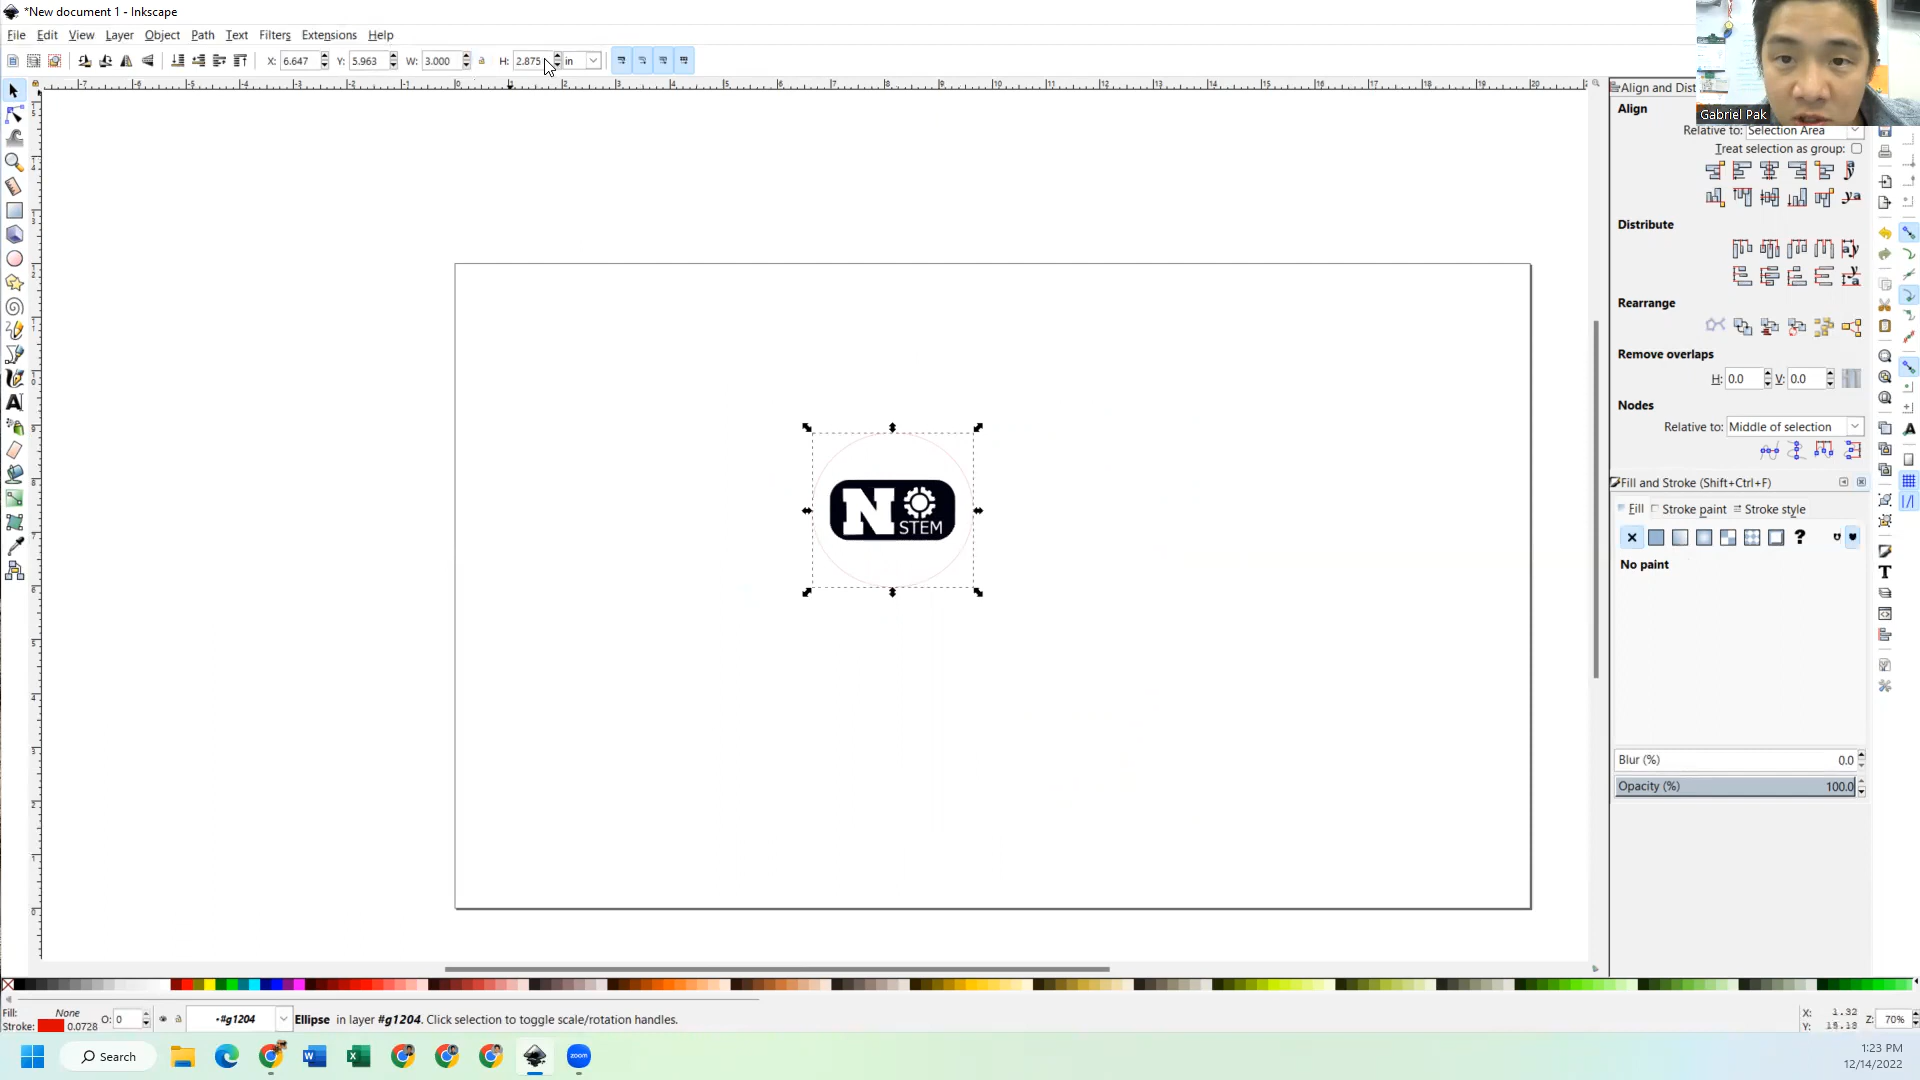 *New document 1 - Inkscape
File Edit View Layer Object Path Text Filters Extensions Help
X: 6.647 Y: 5.963 W: 3.000 H: 2.875 in
Gabriel Pak
Align and Dist
Align
Relative to: Selection Area
Treat selection as group:
Distribute
Rearrange
Remove overlaps
H: 0.0 V: 0.0
Nodes
Relative to: Middle of selection
Fill and Stroke (Shift+Ctrl+F)
Fill Stroke paint Stroke style
No paint
N STEM
Blur (%) 0.0
Opacity (%) 100.0
Fill: None
Stroke: 0.0728
O: 0
#g1204
Ellipse in layer #g1204. Click selection to toggle scale/rotation handles.
X: 1.32
Y: 15.13
Z: 70%
Search
zoom
1:23 PM
12/14/2022